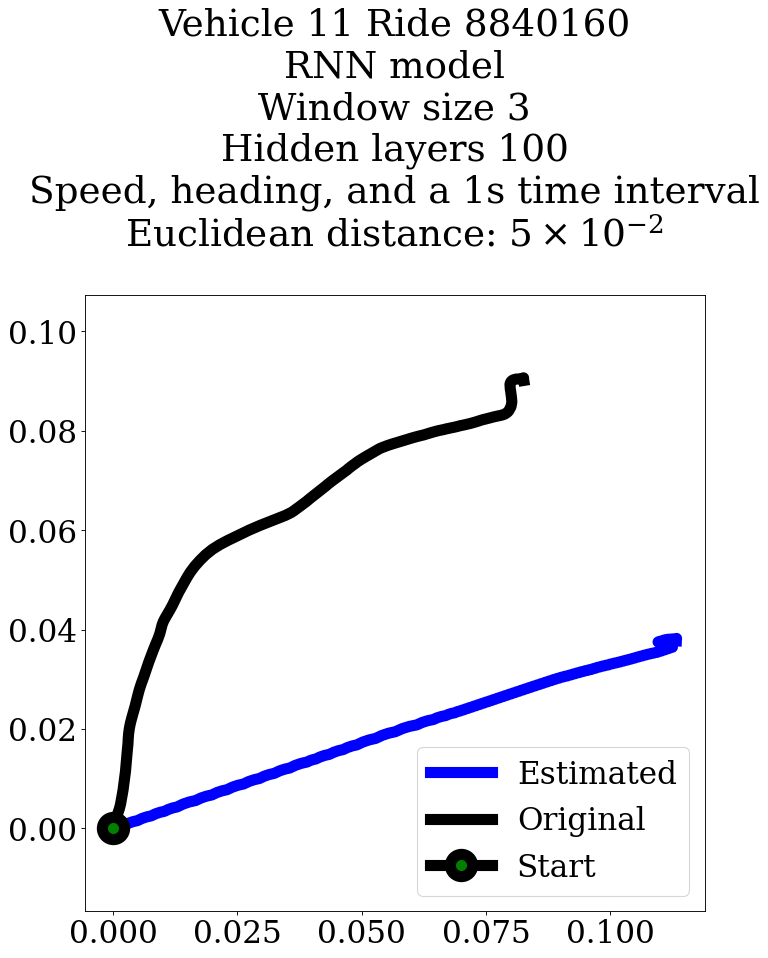 Vehicle 11 Ride 8840160
RNN model
Window size 3
Hidden layers 100
Speed, heading, and a 1s time interval
Euclidean distance: 5 × 10⁻²
0.10
0.08
0.06
0.04
0.02
0.00
Estimated
Original
Start
0.000 0.025 0.050 0.075 0.100